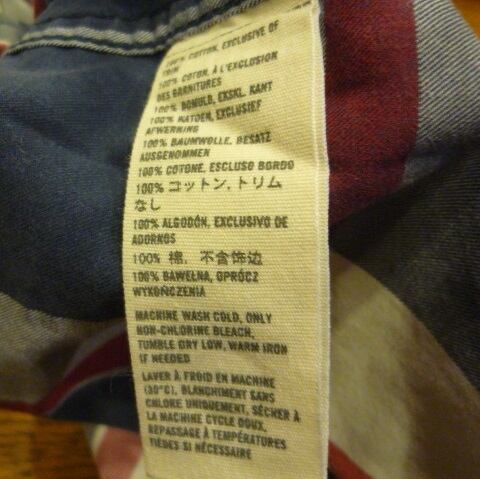 100% COTTON, EXCLUSIVE OF
TRIM
100% COTON, À L'EXCLUSION
DES GARNITURES
100% BOMULD, EKSKL. KANT
100% KATOEN, EXCLUSIEF
AFWERKING
100% BAUMWOLLE, BESATZ
AUSGENOMMEN
100% COTONE, ESCLUSO BORDO
100% コットン, トリム
なし
100% ALGODÓN, EXCLUSIVO DE
ADORNOS
100% 棉, 不含饰边
100% BAWEŁNA, OPRÓCZ
WYKOŃCZENIA
MACHINE WASH COLD, ONLY
NON-CHLORINE BLEACH,
TUMBLE DRY LOW, WARM IRON
IF NEEDED
LAVER À FROID EN MACHINE
(30°C), BLANCHIMENT SANS
CHLORE UNIQUEMENT, SÉCHER À
LA MACHINE CYCLE DOUX,
REPASSAGE À TEMPÉRATURES
TIÈDES SI NÉCESSAIRE